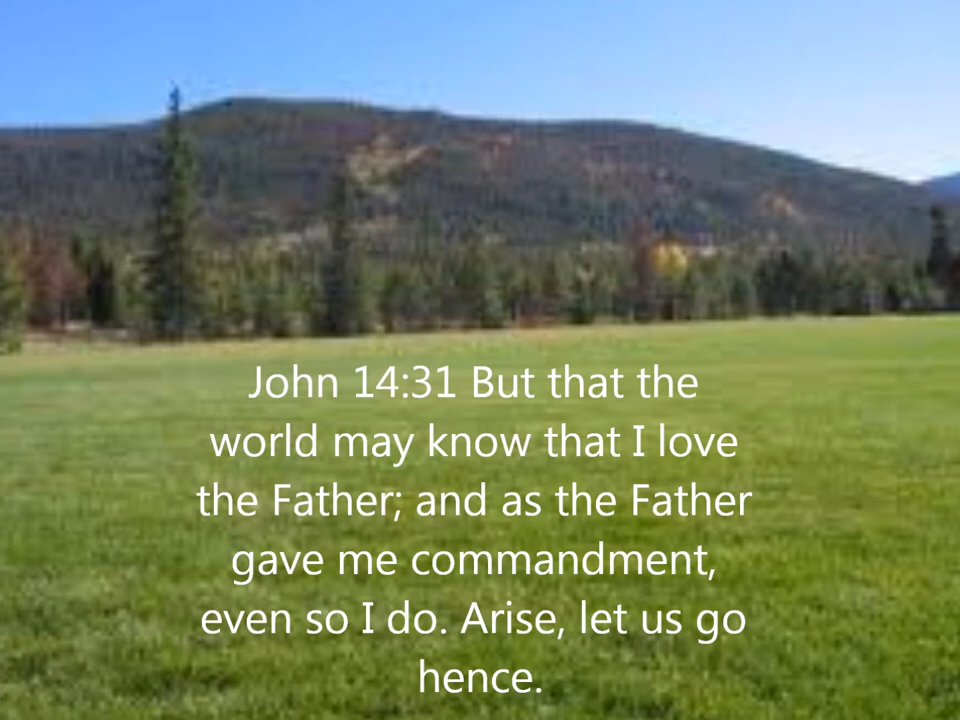 John 14:31 But that the
world may know that I love
the Father; and as the Father
gave me commandment,
even so I do. Arise, let us go
hence.